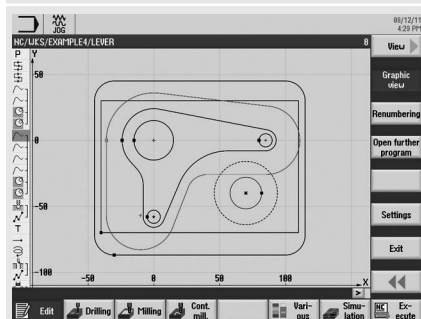 08/12/11
4:29 PM
JOG
NC/WKS/EXAMPLE4/LEVER
8
View
P
Y
50
Graphic
view
Renumbering
Open further
program
0
-50
Settings
T
Exit
-100
-50
0
50
100
X
Edit
Drilling
Milling
Cont.
mill.
Vari-
ous
Simu-
lation
NC
Ex-
ecute